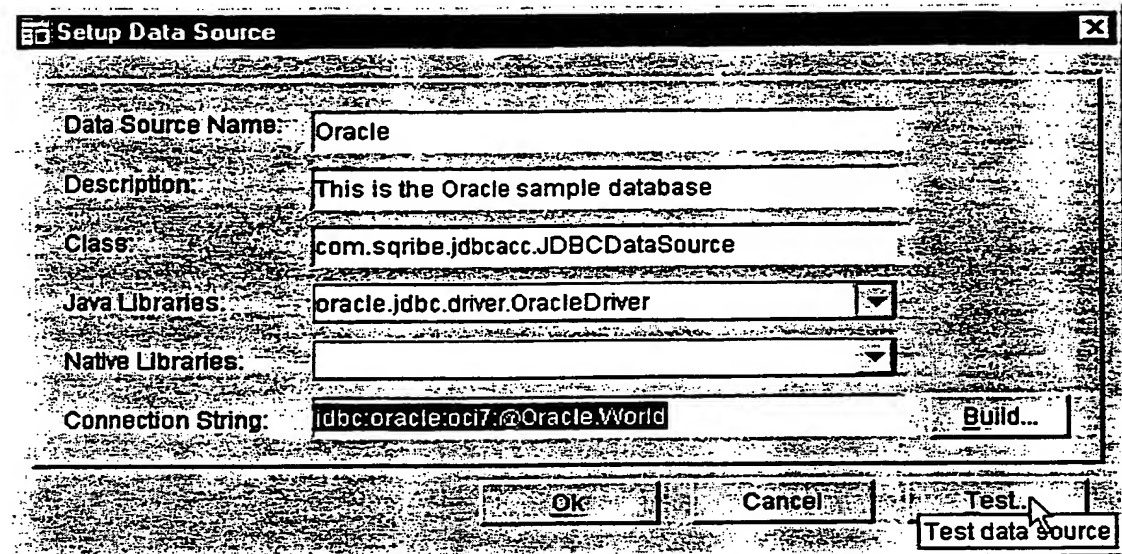 Setup Data Source
Data Source Name: Oracle
Description: This is the Oracle sample database
Class: com.sqribe.jdbcacc.JDBCDataSource
Java Libraries: oracle.jdbc.driver.OracleDriver
Native Libraries:
Connection String: jdbc:oracle:oci7:@Oracle.World Build...
Ok Cancel Test...
Test data source